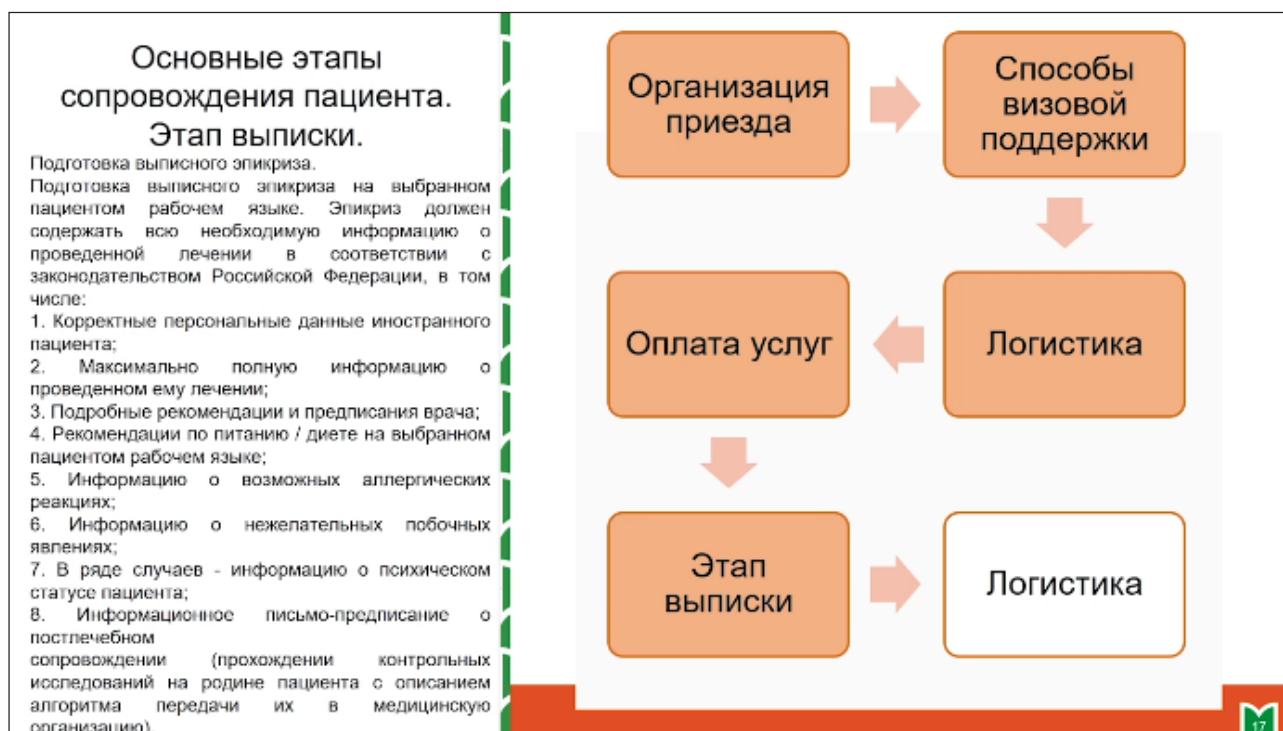 Основные этапы
сопровождения пациента.
Этап выписки.
Подготовка выписного эпикриза.
Подготовка выписного эпикриза на выбранном
пациентом рабочем языке. Эпикриз должен
содержать всю необходимую информацию о
проведенной лечении в соответствии с
законодательством Российской Федерации, в том
числе:
1. Корректные персональные данные иностранного
пациента;
2. Максимально полную информацию о
проведенном ему лечении;
3. Подробные рекомендации и предписания врача;
4. Рекомендации по питанию / диете на выбранном
пациентом рабочем языке;
5. Информацию о возможных аллергических
реакциях;
6. Информацию о нежелательных побочных
явлениях;
7. В ряде случаев - информацию о психическом
статусе пациента;
8. Информационное письмо-предписание о
постлечебном
сопровождении (прохождении контрольных
исследований на родине пациента с описанием
алгоритма передачи их в медицинскую
организацию).
Организация
приезда
Способы
визовой
поддержки
Оплата услуг
Логистика
Этап
выписки
Логистика
17